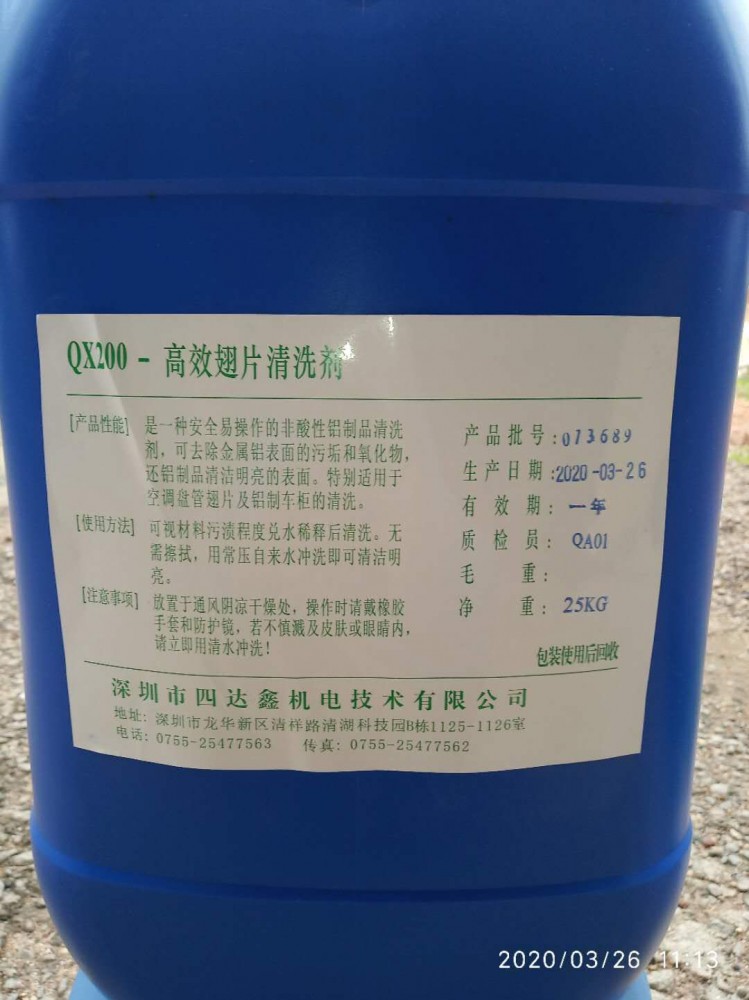 QX200 - 高效翅片清洗剂
[产品性能] 是一种安全易操作的非酸性铝制品清洗
剂，可去除金属铝表面的污垢和氧化物，
还铝制品清洁明亮的表面。特别适用于
空调盘管翅片及铝制车柜的清洗。
[使用方法] 可视材料污渍程度兑水稀释后清洗。无
需擦拭，用常压自来水冲洗即可清洁明
亮。
[注意事项] 放置于通风阴凉干燥处，操作时请戴橡胶
手套和防护镜，若不慎溅及皮肤或眼睛内，
请立即用清水冲洗！
产品批号：013689
生产日期：2020-03-26
有效期：一年
质检员：QA01
毛重：
净重：25KG
包装使用后回收
深圳市四达鑫机电技术有限公司
地址：深圳市龙华新区清祥路清湖科技园B栋1125-1126室
电话：0755-25477563 传真：0755-25477562
2020/03/26 11:13